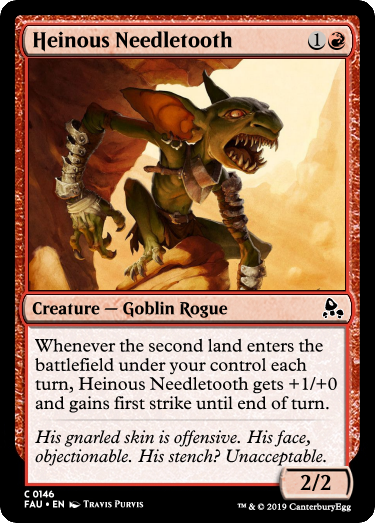 Heinous Needletooth 1
Creature — Goblin Rogue
Whenever the second land enters the
battlefield under your control each
turn, Heinous Needletooth gets +1/+0
and gains first strike until end of turn.
His gnarled skin is offensive. His face,
objectionable. His stench? Unacceptable.
2/2
C 0146
FAU • EN Travis Purvis
™ & © 2019 CanterburyEgg